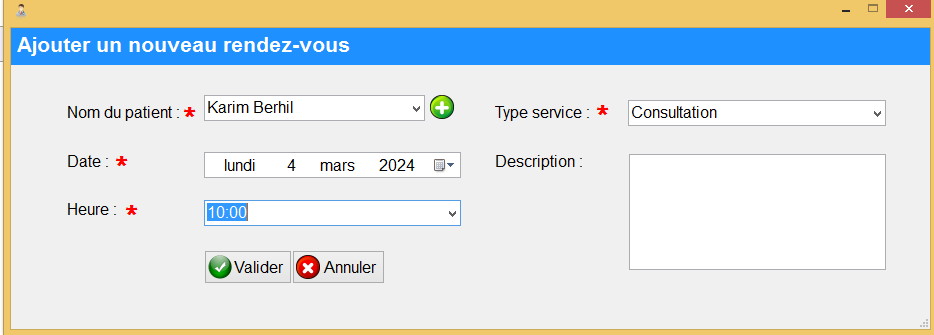 Ajouter un nouveau rendez-vous
Nom du patient : * Karim Berhil
Type service : * Consultation
Date : * lundi 4 mars 2024
Description :
Heure : * 10:00
Valider Annuler